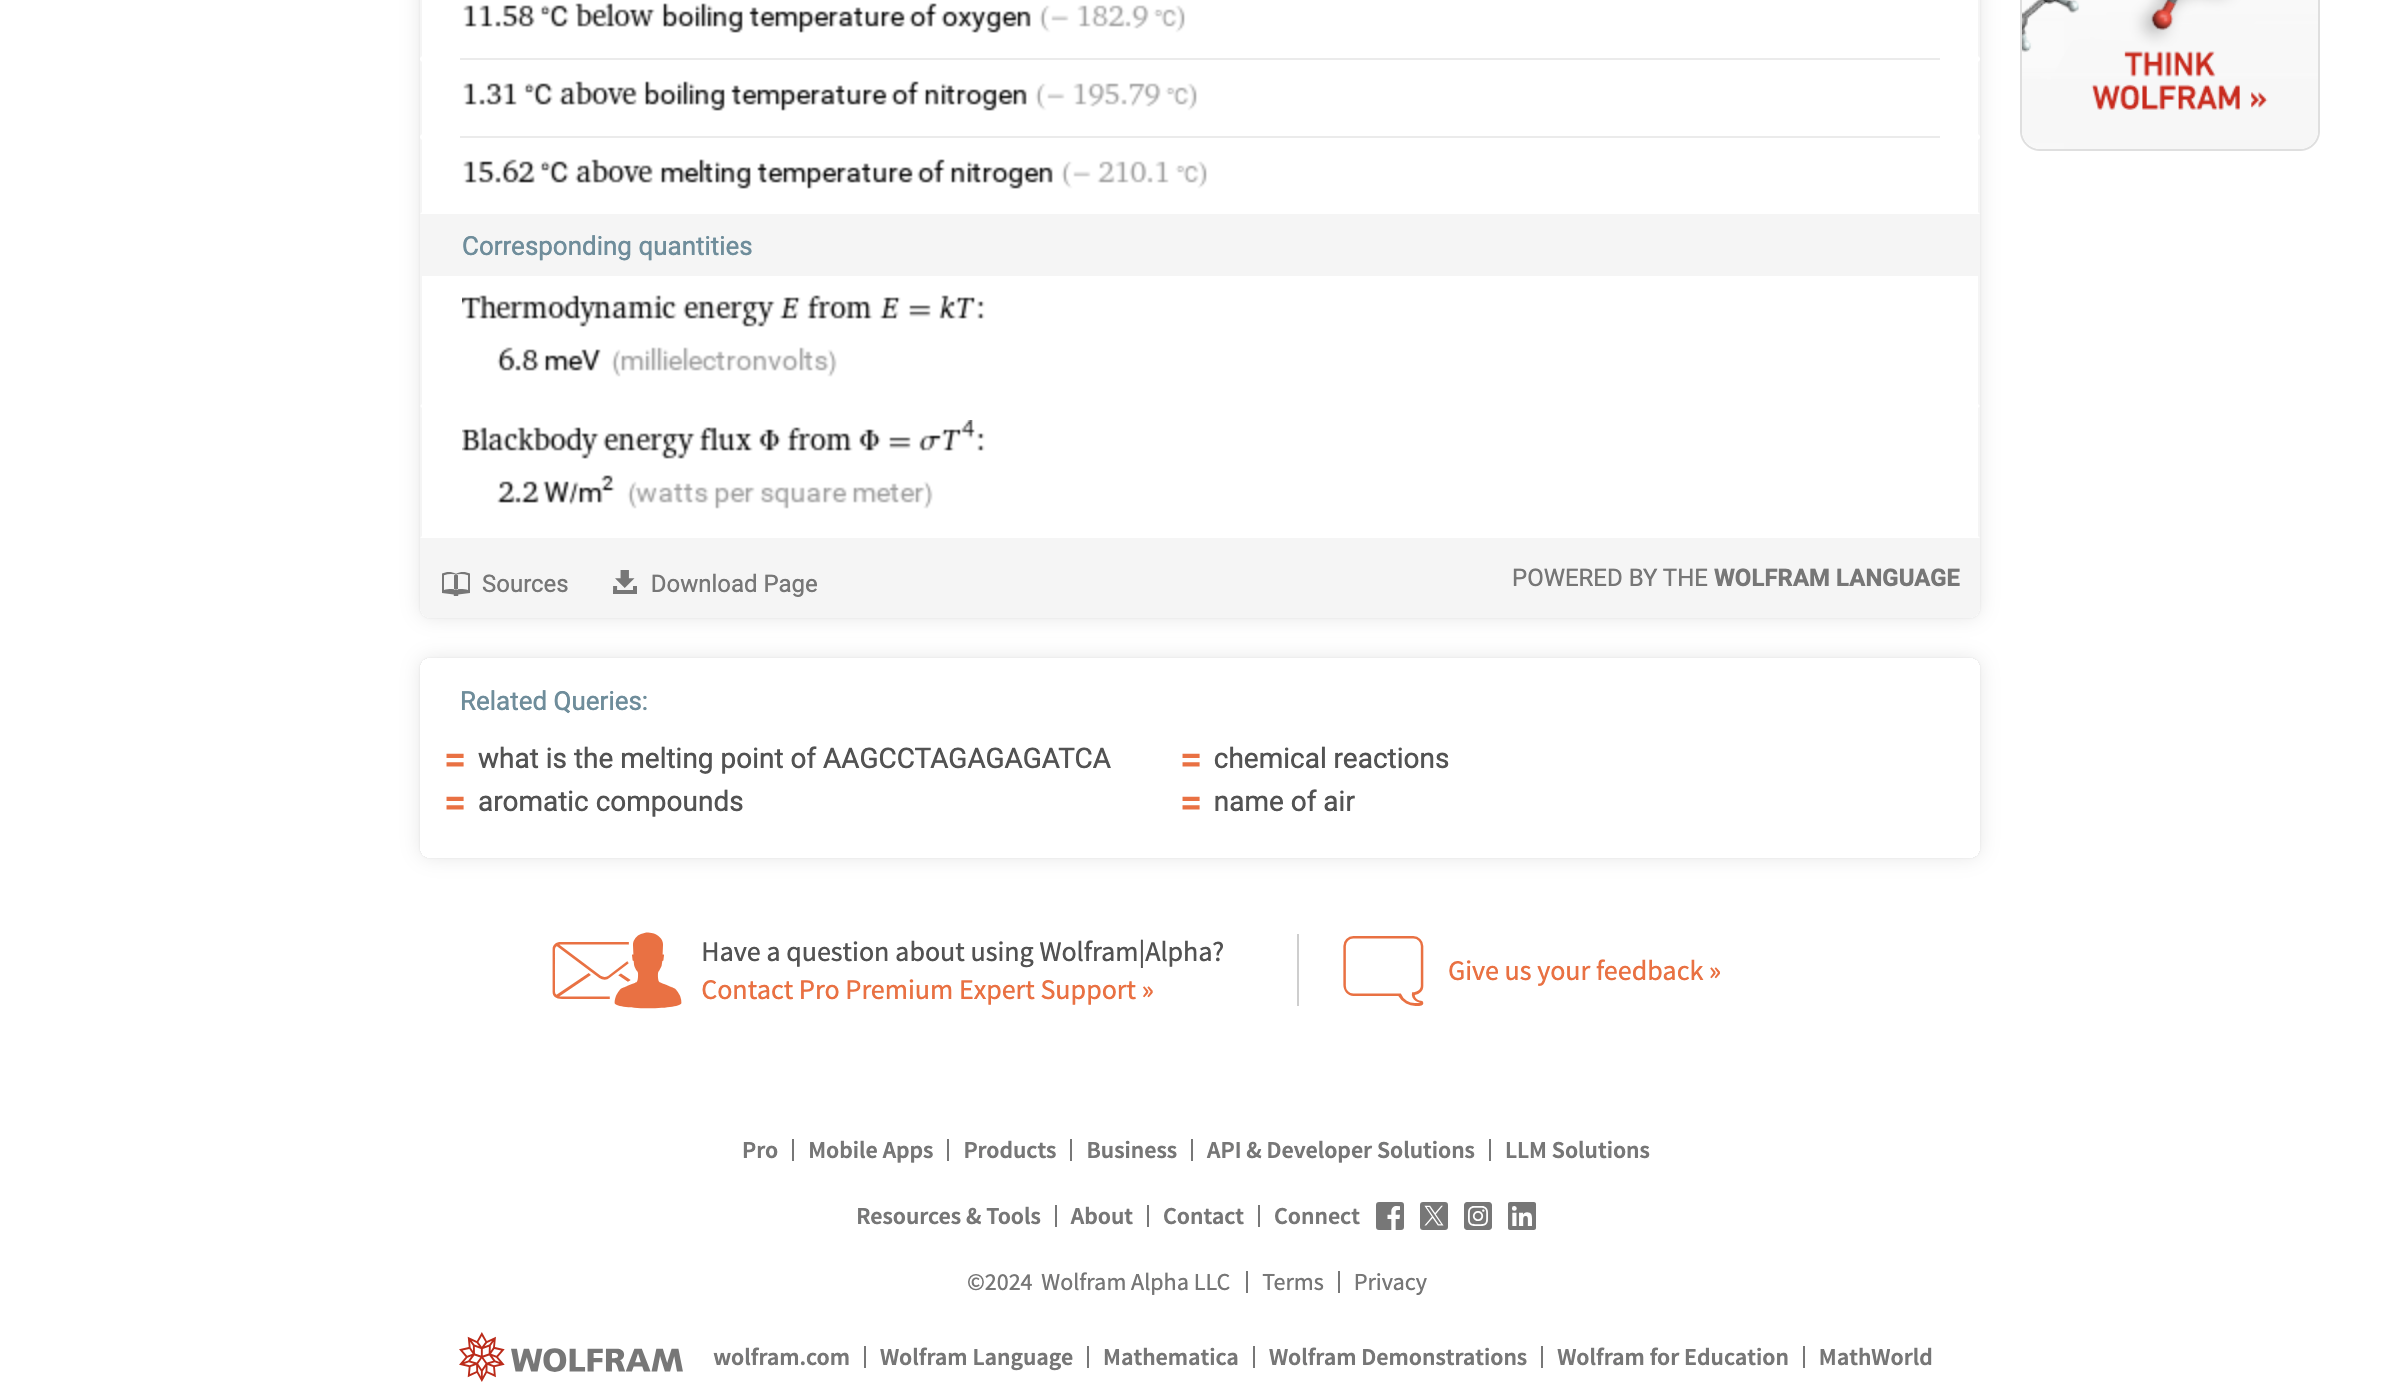 11.58 °C below boiling temperature of oxygen (– 182.9 °C)
1.31 °C above boiling temperature of nitrogen (– 195.79 °C)
15.62 °C above melting temperature of nitrogen (– 210.1 °C)
THINK
WOLFRAM »
Corresponding quantities
Thermodynamic energy E from E = kT:
6.8 meV (millielectronvolts)
Blackbody energy flux Φ from Φ = σT⁴:
2.2 W/m² (watts per square meter)
Sources Download Page POWERED BY THE WOLFRAM LANGUAGE
Related Queries:
= what is the melting point of AAGCCTAGAGAGATCA = chemical reactions
= aromatic compounds = name of air
Have a question about using Wolfram|Alpha?
Contact Pro Premium Expert Support »
Give us your feedback »
Pro | Mobile Apps | Products | Business | API & Developer Solutions | LLM Solutions
Resources & Tools | About | Contact | Connect
©2024 Wolfram Alpha LLC | Terms | Privacy
WOLFRAM wolfram.com | Wolfram Language | Mathematica | Wolfram Demonstrations | Wolfram for Education | MathWorld